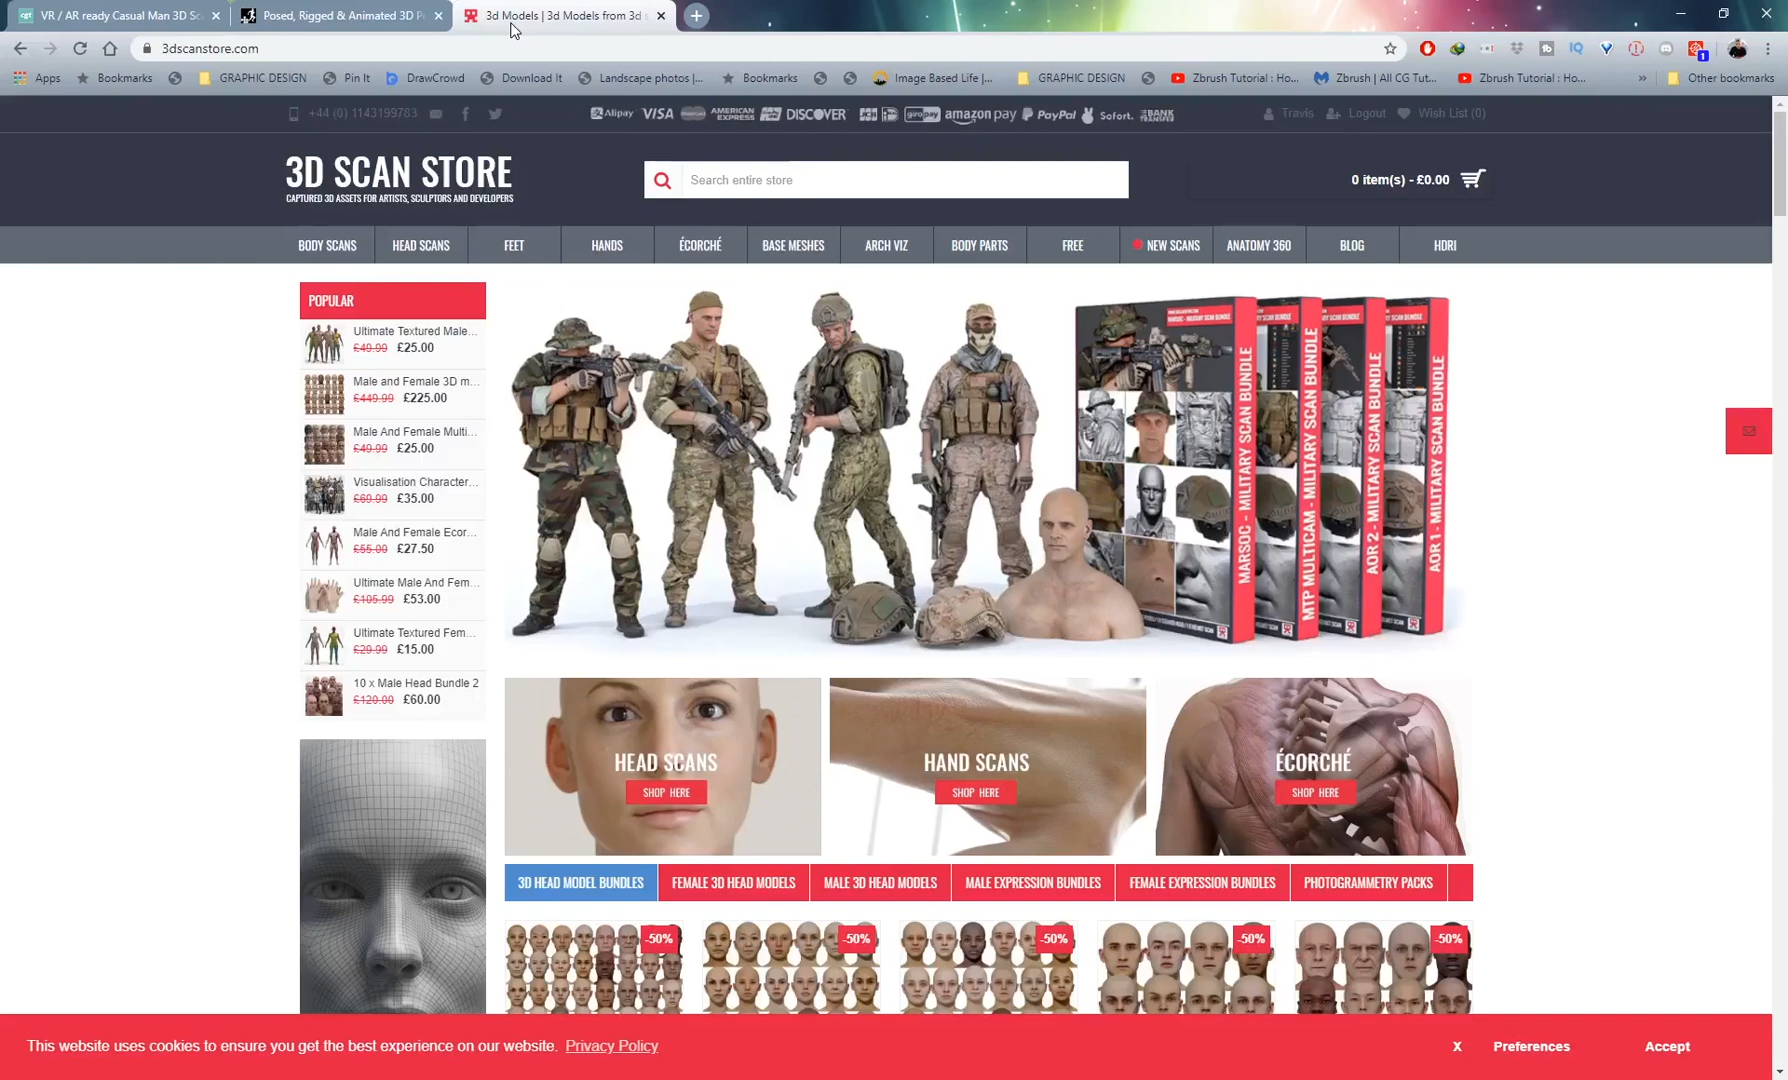 VR / AR ready Casual Man 3D Sc
Posed, Rigged & Animated 3D Pe
3d Models | 3d Models from 3d s
3dscanstore.com
Apps
Bookmarks
GRAPHIC DESIGN
Pin It
DrawCrowd
Download It
Landscape photos |...
Bookmarks
Image Based Life |...
GRAPHIC DESIGN
Zbrush Tutorial : Ho...
Zbrush | All CG Tut...
Zbrush Tutorial : Ho...
»
Other bookmarks
+44 (0) 1143199783
Alipay VISA AMERICAN EXPRESS DISCOVER JCB giropay amazon pay PayPal Sofort. BANK TRANSFER
Travis
Logout
Wish List (0)
3D SCAN STORE
CAPTURED 3D ASSETS FOR ARTISTS, SCULPTORS AND DEVELOPERS
Search entire store
0 item(s) - £0.00
BODY SCANS
HEAD SCANS
FEET
HANDS
ÉCORCHÉ
BASE MESHES
ARCH VIZ
BODY PARTS
FREE
NEW SCANS
ANATOMY 360
BLOG
HDRI
POPULAR
Ultimate Textured Male...
£49.99 £25.00
Male and Female 3D m...
£449.99 £225.00
Male And Female Multi...
£49.99 £25.00
Visualisation Character...
£69.99 £35.00
Male And Female Ecor...
£55.00 £27.50
Ultimate Male And Fem...
£105.99 £53.00
Ultimate Textured Fem...
£29.99 £15.00
10 x Male Head Bundle 2
£120.00 £60.00
MARSOC - MILITARY SCAN BUNDLE
MTP MULTICAM - MILITARY SCAN BUNDLE
AOR 2 - MILITARY SCAN BUNDLE
AOR 1 - MILITARY SCAN BUNDLE
HEAD SCANS
SHOP HERE
HAND SCANS
SHOP HERE
ÉCORCHÉ
SHOP HERE
3D HEAD MODEL BUNDLES
FEMALE 3D HEAD MODELS
MALE 3D HEAD MODELS
MALE EXPRESSION BUNDLES
FEMALE EXPRESSION BUNDLES
PHOTOGRAMMETRY PACKS
-50%
-50%
-50%
-50%
-50%
This website uses cookies to ensure you get the best experience on our website. Privacy Policy
X
Preferences
Accept